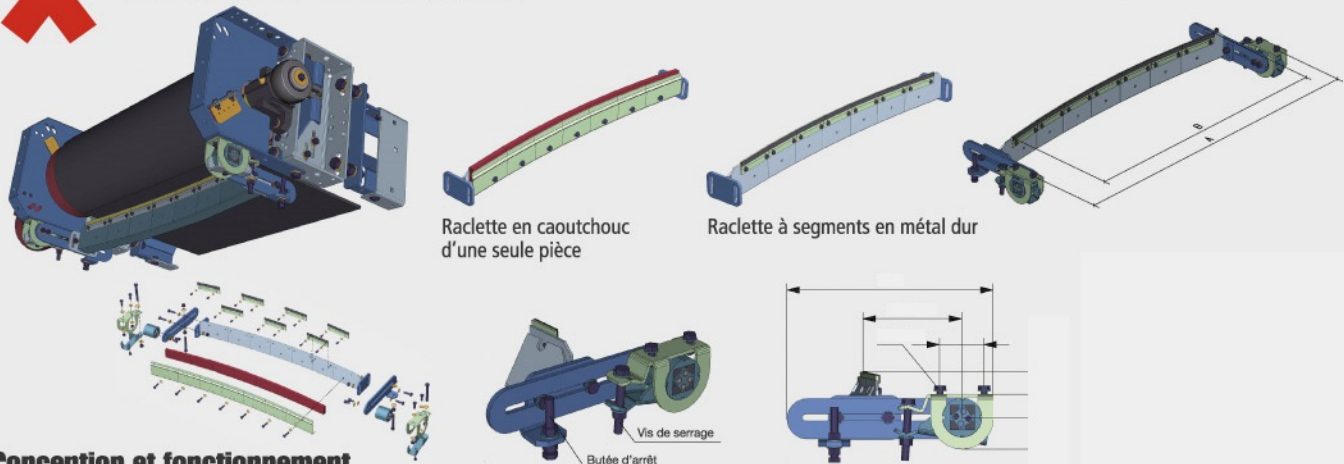 Raclette en caoutchouc
d'une seule pièce
Raclette à segments en métal dur
B
A
Vis de serrage
Butée d'arrêt
Conception et fonctionnement